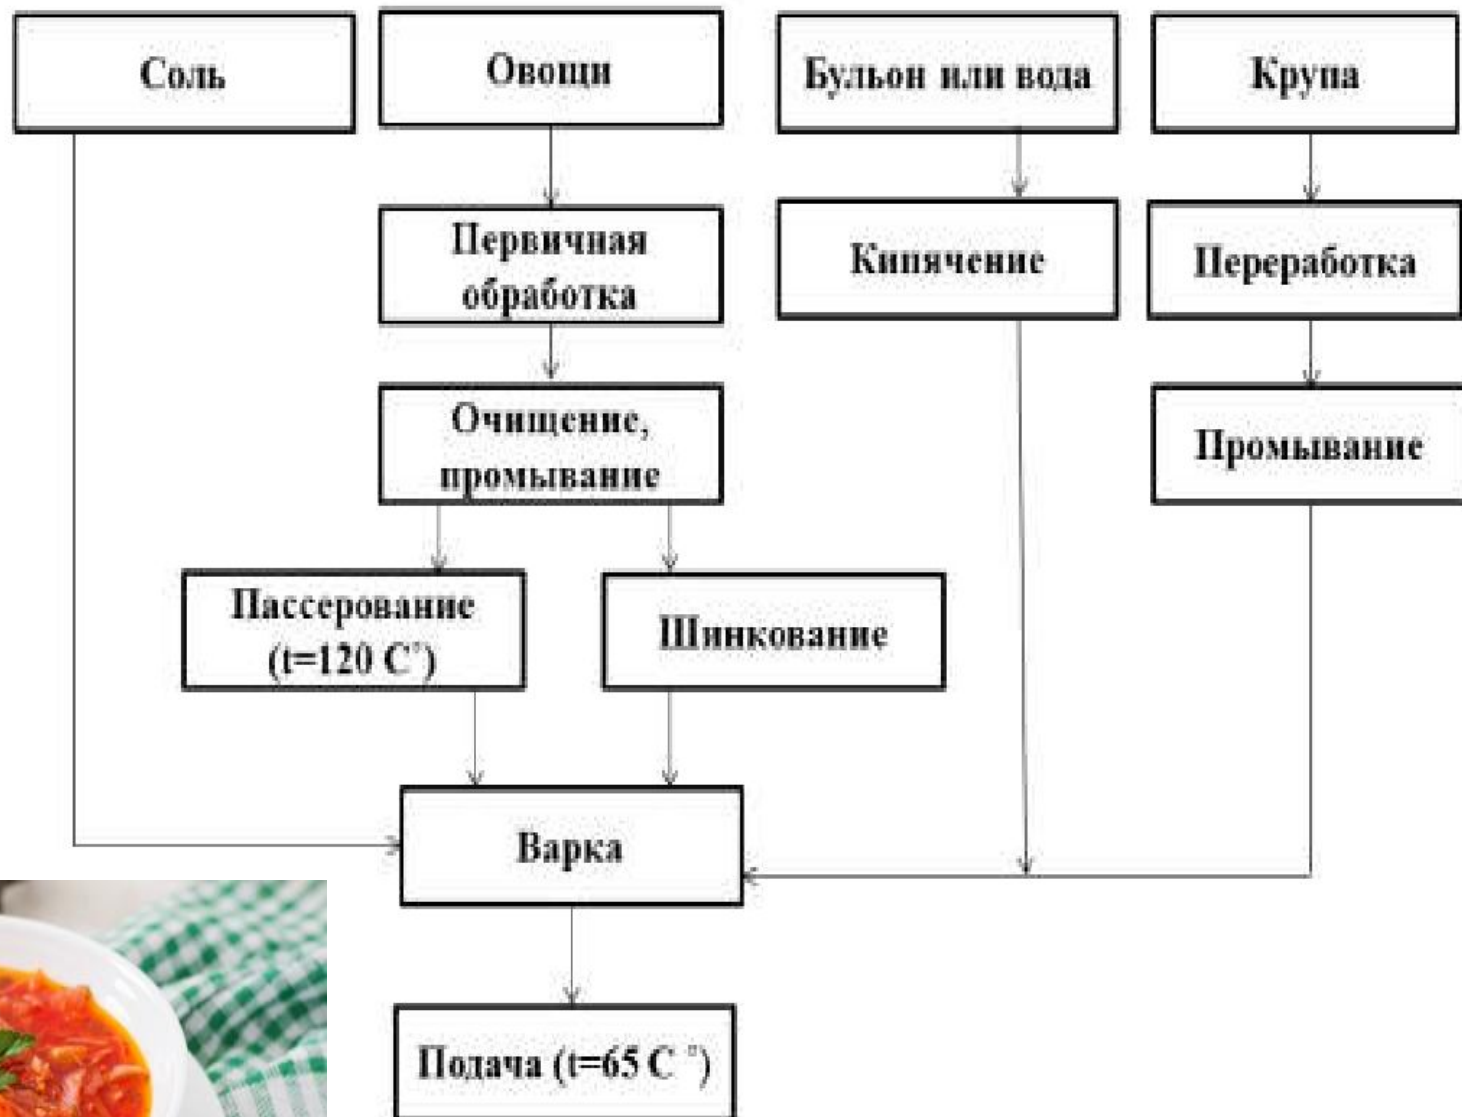 Соль
Овощи
Бульон или вода
Крупа
Первичная
обработка
Кипячение
Переработка
Очищение,
промывание
Промывание
Пассерование
(t=120 C°)
Шинкование
Варка
Подача (t=65 C °)